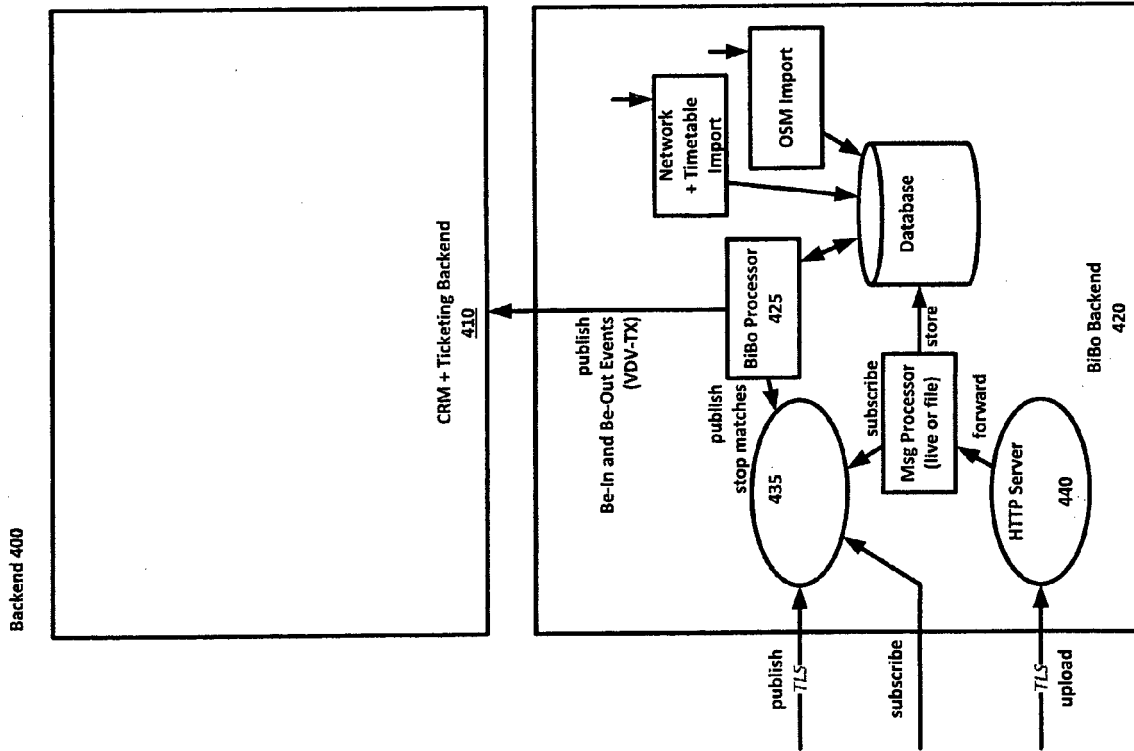 Backend 400
CRM + Ticketing Backend
410
publish
Be-In and Be-Out Events
(VDV-TX)
Network
+ Timetable
Import
OSM Import
BiBo Processor
425
publish
stop matches
435
Database
subscribe
store
Msg Processor
(live or file)
forward
HTTP Server
440
BiBo Backend
420
publish
TLS
subscribe
TLS
upload